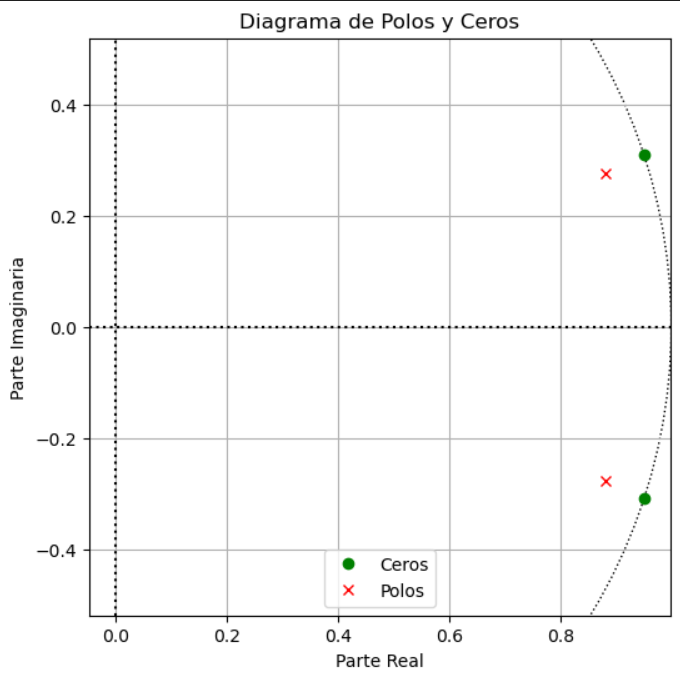 Diagrama de Polos y Ceros
0.4
0.2
0.0
−0.2
−0.4
Parte Imaginaria
Ceros
Polos
0.0 0.2 0.4 0.6 0.8
Parte Real